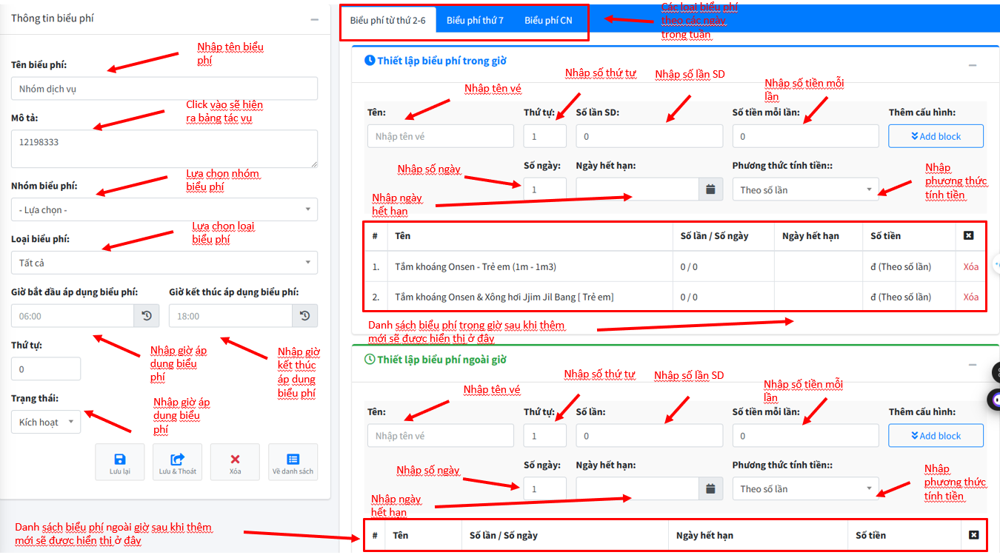 Thông tin biểu phí
Nhập tên biểu
phí
Tên biểu phí:
Nhóm dịch vụ
Click vào sẽ hiện
ra bảng tác vụ
Mô tả:
12198333
Lựa chọn nhóm
biểu phí
Nhóm biểu phí:
- Lựa chọn -
Lựa chọn loại
biểu phí
Loại biểu phí:
Tất cả
Giờ bắt đầu áp dụng biểu phí:
Giờ kết thúc áp dụng biểu phí:
06:00
18:00
Nhập giờ áp
dụng biểu
phí
Nhập giờ
kết thúc
áp dụng
biểu phí
Thứ tự:
0
Nhập giờ áp
dụng biểu
phí
Trạng thái:
Kích hoạt
Lưu lại
Lưu & Thoát
Xóa
Về danh sách
Danh sách biểu phí ngoài giờ sau khi thêm
mới sẽ được hiển thị ở đây
Biểu phí từ thứ 2-6
Biểu phí thứ 7
Biểu phí CN
Các loại biểu phí
theo các ngày
trong tuần
Thiết lập biểu phí trong giờ
Nhập tên vé
Nhập số thứ tự
Nhập số lần SD
Nhập số tiền mỗi
lần
Tên:
Thứ tự:
Số lần SD:
Số tiền mỗi lần:
Thêm cấu hình:
Nhập tên vé
1
0
0
Add block
Nhập số ngày
Số ngày:
Ngày hết hạn:
Phương thức tính tiền::
Nhập
phương thức
tính tiền
Nhập ngày
hết hạn
1
Theo số lần
# Tên Số lần / Số ngày Ngày hết hạn Số tiền
1. Tắm khoáng Onsen - Trẻ em (1m - 1m3) 0 / 0 đ (Theo số lần) Xóa
2. Tắm khoáng Onsen & Xông hơi Jjim Jil Bang [ Trẻ em] 0 / 0 đ (Theo số lần) Xóa
Danh sách biểu phí trong giờ sau khi thêm
mới sẽ được hiển thị ở đây
Thiết lập biểu phí ngoài giờ
Nhập tên vé
Nhập số thứ tự
Nhập số lần SD
Nhập số tiền mỗi
lần
Tên:
Thứ tự:
Số lần:
Số tiền mỗi lần:
Thêm cấu hình:
Nhập tên vé
1
0
0
Add block
Nhập số ngày
Số ngày:
Ngày hết hạn:
Phương thức tính tiền::
Nhập
phương thức
tính tiền
Nhập ngày
hết hạn
1
Theo số lần
# Tên Số lần / Số ngày Ngày hết hạn Số tiền